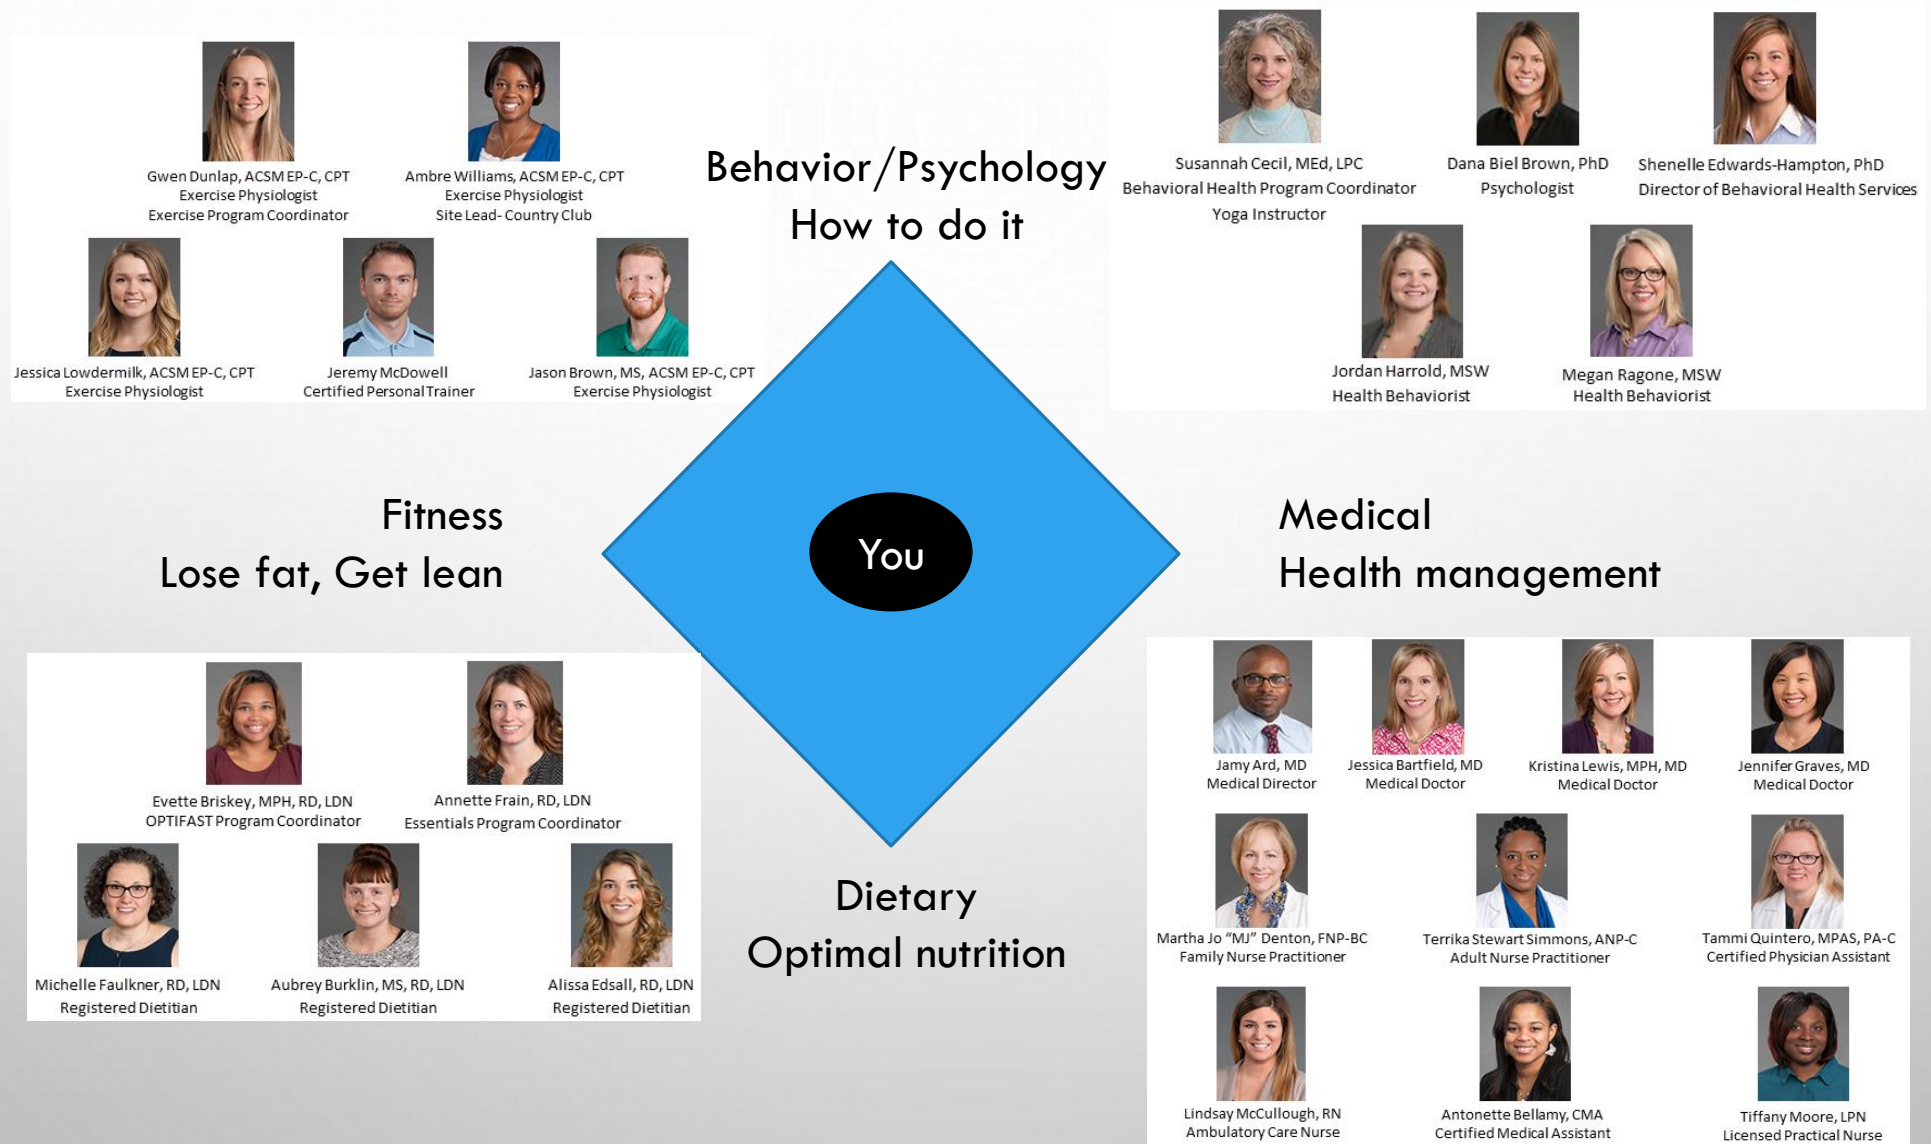 Gwen Dunlap, ACSM EP-C, CPT
Exercise Physiologist
Exercise Program Coordinator
Ambre Williams, ACSM EP-C, CPT
Exercise Physiologist
Site Lead- Country Club
Jessica Lowdermilk, ACSM EP-C, CPT
Exercise Physiologist
Jeremy McDowell
Certified Personal Trainer
Jason Brown, MS, ACSM EP-C, CPT
Exercise Physiologist
Behavior/Psychology
How to do it
Susannah Cecil, MEd, LPC
Behavioral Health Program Coordinator
Yoga Instructor
Dana Biel Brown, PhD
Psychologist
Shenelle Edwards-Hampton, PhD
Director of Behavioral Health Services
Jordan Harrold, MSW
Health Behaviorist
Megan Ragone, MSW
Health Behaviorist
Fitness
Lose fat, Get lean
You
Medical
Health management
Evette Briskey, MPH, RD, LDN
OPTIFAST Program Coordinator
Annette Frain, RD, LDN
Essentials Program Coordinator
Michelle Faulkner, RD, LDN
Registered Dietitian
Aubrey Burklin, MS, RD, LDN
Registered Dietitian
Alissa Edsall, RD, LDN
Registered Dietitian
Dietary
Optimal nutrition
Jamy Ard, MD
Medical Director
Jessica Bartfield, MD
Medical Doctor
Kristina Lewis, MPH, MD
Medical Doctor
Jennifer Graves, MD
Medical Doctor
Martha Jo “MJ” Denton, FNP-BC
Family Nurse Practitioner
Terrika Stewart Simmons, ANP-C
Adult Nurse Practitioner
Tammi Quintero, MPAS, PA-C
Certified Physician Assistant
Lindsay McCullough, RN
Ambulatory Care Nurse
Antonette Bellamy, CMA
Certified Medical Assistant
Tiffany Moore, LPN
Licensed Practical Nurse